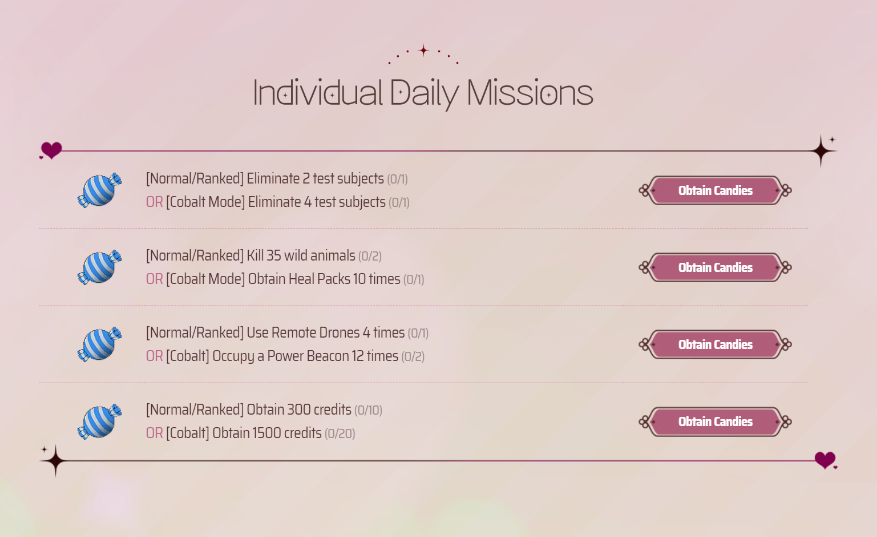 Individual Daily Missions
[Normal/Ranked] Eliminate 2 test subjects (0/1)
OR [Cobalt Mode] Eliminate 4 test subjects (0/1)
Obtain Candies
[Normal/Ranked] Kill 35 wild animals (0/2)
OR [Cobalt Mode] Obtain Heal Packs 10 times (0/1)
Obtain Candies
[Normal/Ranked] Use Remote Drones 4 times (0/1)
OR [Cobalt] Occupy a Power Beacon 12 times (0/2)
Obtain Candies
[Normal/Ranked] Obtain 300 credits (0/10)
OR [Cobalt] Obtain 1500 credits (0/20)
Obtain Candies